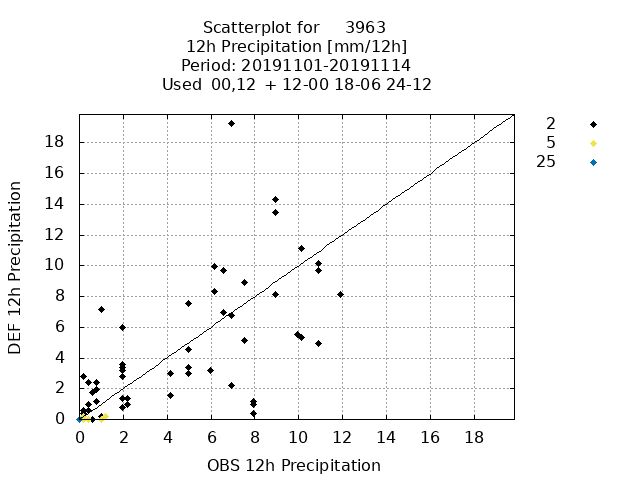 Scatterplot for 3963
12h Precipitation [mm/12h]
Period: 20191101-20191114
Used 00,12 + 12-00 18-06 24-12
2
5
25
DEF 12h Precipitation
18
16
14
12
10
8
6
4
2
0
0 2 4 6 8 10 12 14 16 18
OBS 12h Precipitation